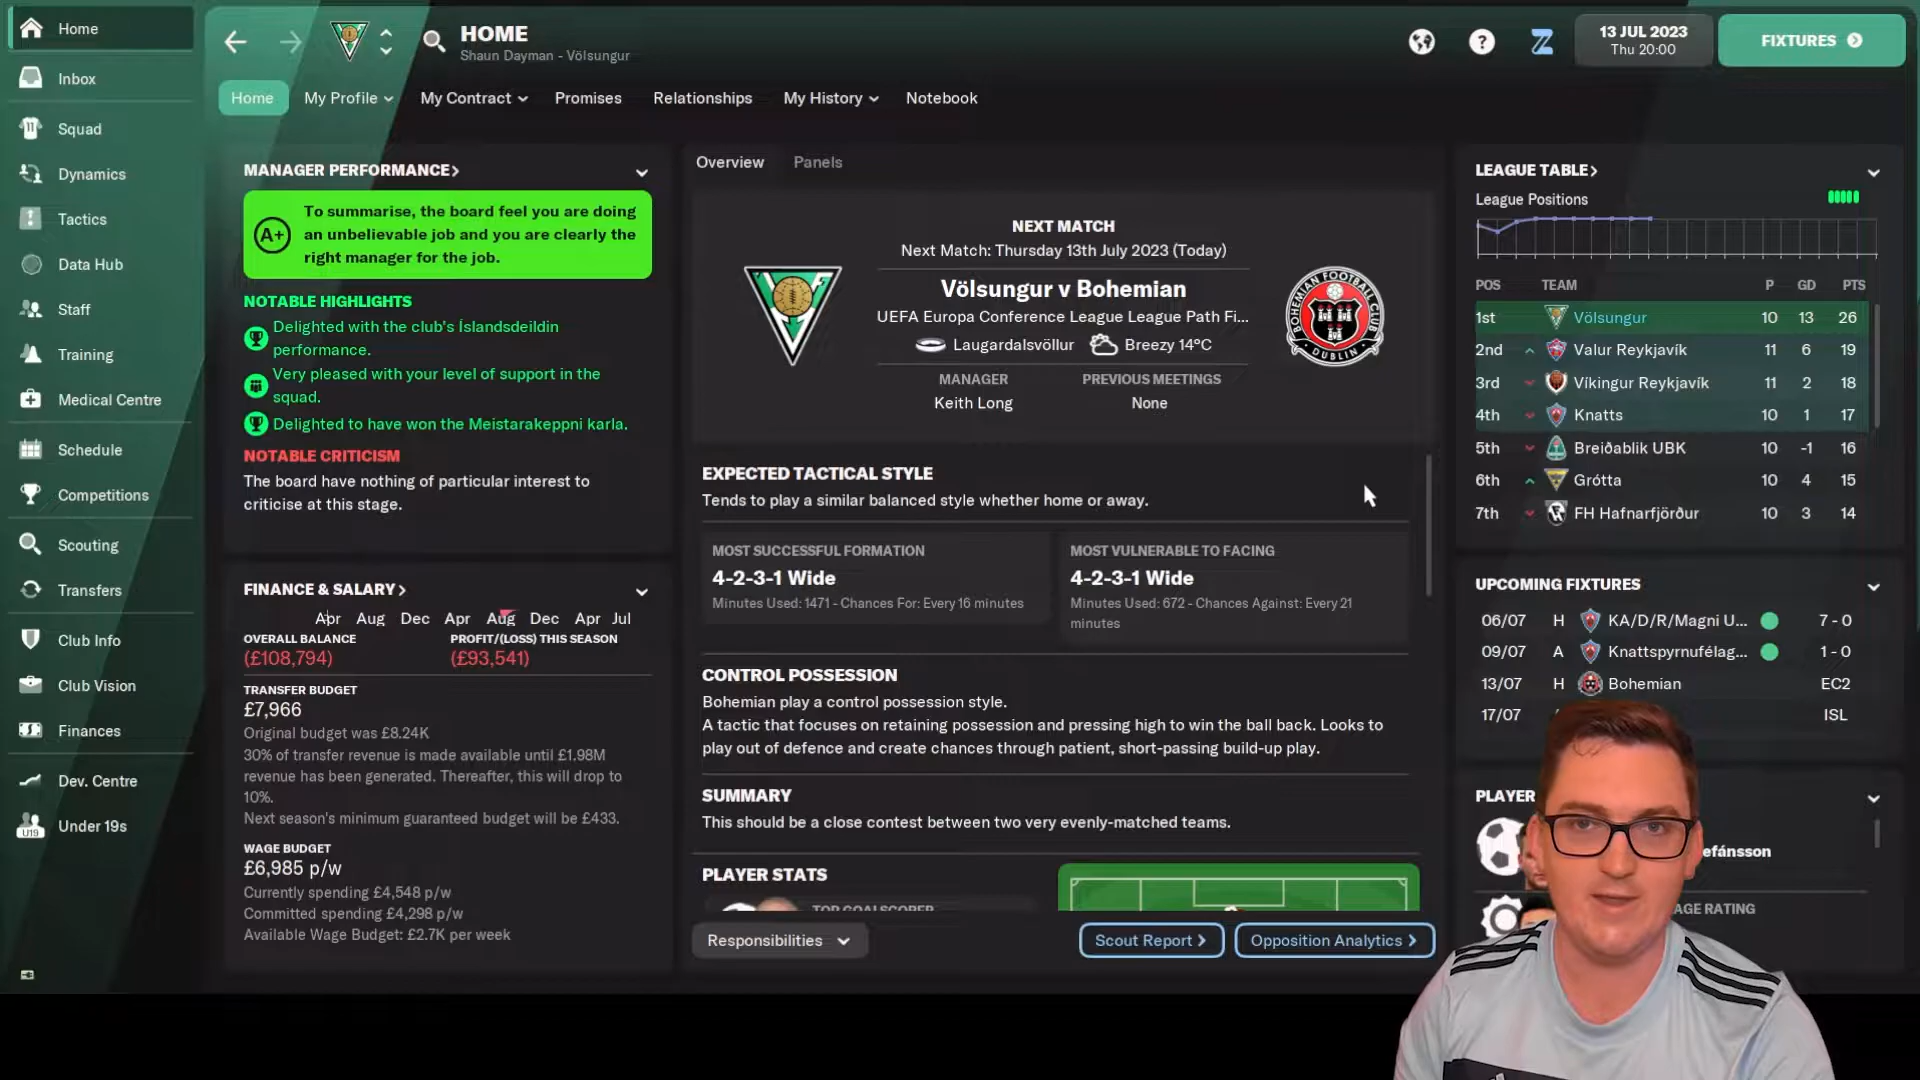 Home
Inbox
Squad
Dynamics
Tactics
Data Hub
Staff
Training
Medical Centre
Schedule
Competitions
Scouting
Transfers
Club Info
Club Vision
Finances
Dev. Centre
U19
Under 19s
HOME
Shaun Dayman - Völsungur
13 JUL 2023
Thu 20:00
FIXTURES
Home
My Profile
My Contract
Promises
Relationships
My History
Notebook
MANAGER PERFORMANCE
A+
To summarise, the board feel you are doing
an unbelievable job and you are clearly the
right manager for the job.
NOTABLE HIGHLIGHTS
Delighted with the club's Íslandsdeildin
performance.
Very pleased with your level of support in the
squad.
Delighted to have won the Meistarakeppni karla.
NOTABLE CRITICISM
The board have nothing of particular interest to
criticise at this stage.
FINANCE & SALARY
Apr Aug Dec Apr Aug Dec Apr Jul
OVERALL BALANCE PROFIT/(LOSS) THIS SEASON
(£108,794) (£93,541)
TRANSFER BUDGET
£7,966
Original budget was £8.24K
30% of transfer revenue is made available until £1.98M
revenue has been generated. Thereafter, this will drop to
10%.
Next season's minimum guaranteed budget will be £433.
WAGE BUDGET
£6,985 p/w
Currently spending £4,548 p/w
Committed spending £4,298 p/w
Available Wage Budget: £2.7K per week
Overview Panels
NEXT MATCH
Next Match: Thursday 13th July 2023 (Today)
Völsungur v Bohemian
UEFA Europa Conference League League Path Fi...
Laugardalsvöllur Breezy 14°C
MANAGER PREVIOUS MEETINGS
Keith Long None
BOHEMIAN FOOTBALL CLUB
DUBLIN
EXPECTED TACTICAL STYLE
Tends to play a similar balanced style whether home or away.
MOST SUCCESSFUL FORMATION
4-2-3-1 Wide
Minutes Used: 1471 - Chances For: Every 16 minutes
MOST VULNERABLE TO FACING
4-2-3-1 Wide
Minutes Used: 672 - Chances Against: Every 21
minutes
CONTROL POSSESSION
Bohemian play a control possession style.
A tactic that focuses on retaining possession and pressing high to win the ball back. Looks to
play out of defence and create chances through patient, short-passing build-up play.
SUMMARY
This should be a close contest between two very evenly-matched teams.
PLAYER STATS
TOP GOALSCORER
Responsibilities
Scout Report
Opposition Analytics
LEAGUE TABLE
League Positions
POS TEAM P GD PTS
1st Völsungur 10 13 26
2nd Valur Reykjavík 11 6 19
3rd Víkingur Reykjavík 11 2 18
4th Knatts 10 1 17
5th Breiðablik UBK 10 -1 16
6th Grótta 10 4 15
7th FH Hafnarfjörður 10 3 14
UPCOMING FIXTURES
06/07 H KA/D/R/Magni U... 7 - 0
09/07 A Knattspyrnufélag... 1 - 0
13/07 H Bohemian EC2
17/07 ISL
PLAYER
efánsson
AGE RATING